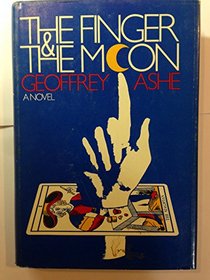 THE FINGER
& THE MOON
GEOFFREY ASHE
A NOVEL